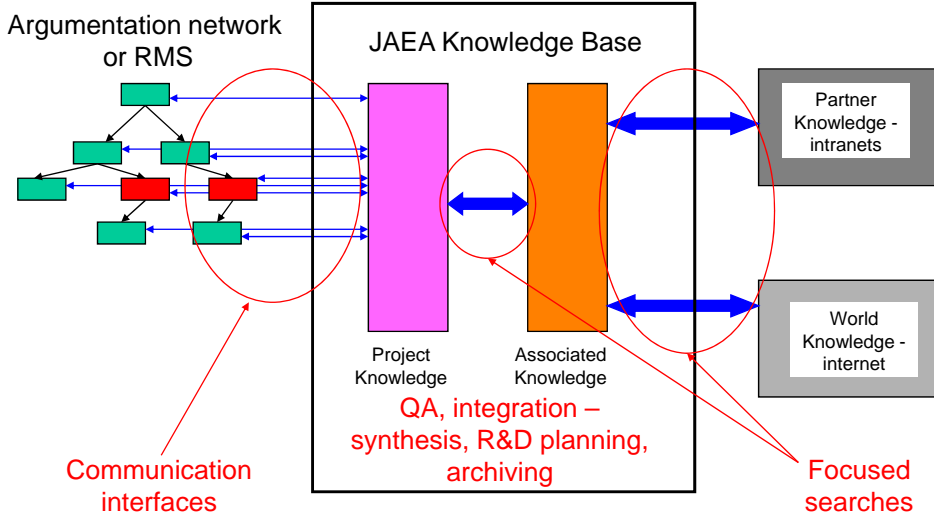 Argumentation network
or RMS
JAEA Knowledge Base
Partner
Knowledge -
intranets
World
Knowledge -
internet
Project
Knowledge
Associated
Knowledge
QA, integration –
synthesis, R&D planning,
archiving
Communication
interfaces
Focused
searches